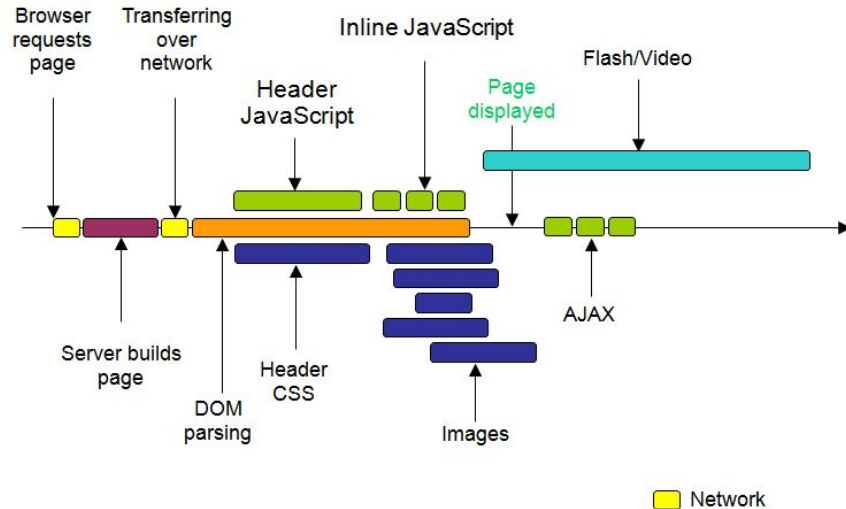 Browser
requests
page
Transferring
over
network
Header
JavaScript
Inline JavaScript
Page
displayed
Flash/Video
Server builds
page
DOM
parsing
Header
CSS
Images
AJAX
Network